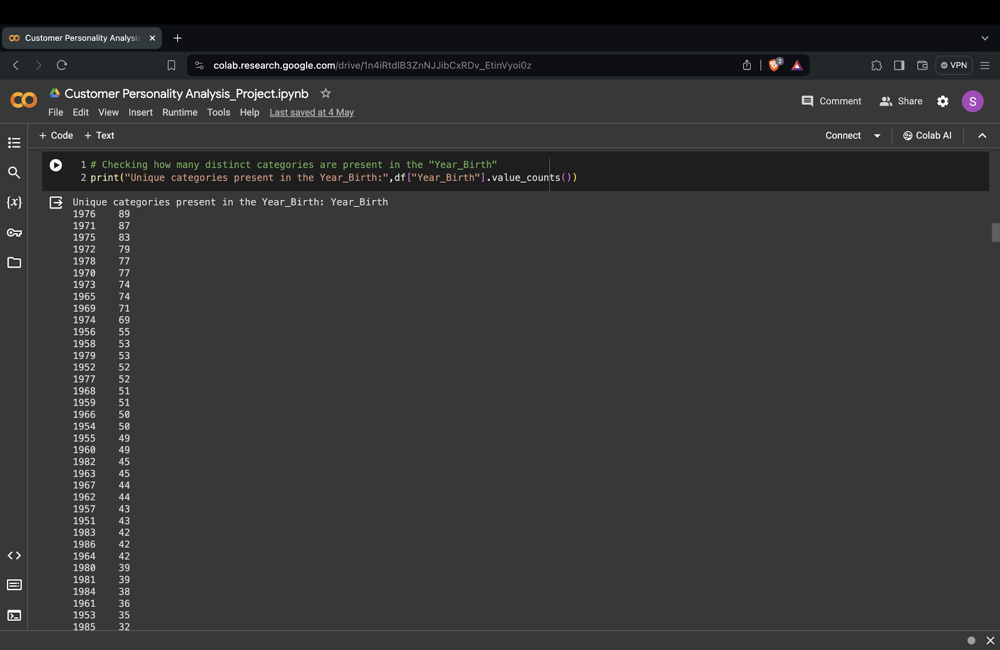 Customer Personality Analysis
colab.research.google.com/drive/1n4iRtdlB3ZnNJJibCxRDv_EtinVyoi0z
2
VPN
Customer Personality Analysis_Project.ipynb
Comment
Share
S
File Edit View Insert Runtime Tools Help Last saved at 4 May
+ Code + Text
Connect
Colab AI
1 # Checking how many distinct categories are present in the "Year_Birth"
2 print("Unique categories present in the Year_Birth:",df["Year_Birth"].value_counts())
{x}
Unique categories present in the Year_Birth: Year_Birth
1976 89
1971 87
1975 83
1972 79
1978 77
1970 77
1973 74
1965 74
1969 71
1974 69
1956 55
1958 53
1979 53
1952 52
1977 52
1968 51
1959 51
1966 50
1954 50
1955 49
1960 49
1982 45
1963 45
1967 44
1962 44
1957 43
1951 43
1983 42
1986 42
1964 42
1980 39
1981 39
1984 38
1961 36
1953 35
1985 32